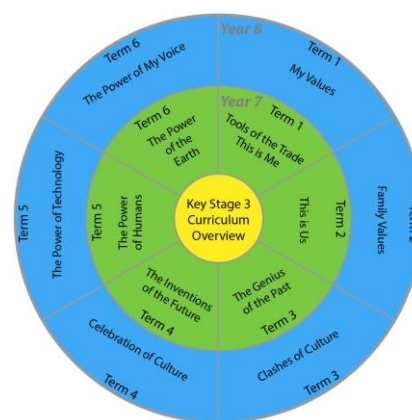 Year 8
Term 1
My Values
Family Values
Term 3
Clashes of Culture
Term 4
Celebration of Culture
Term 5
The Power of Technology
Term 6
The Power of My Voice
Year 7
Term 1
Tools of the Trade
This is Me
Term 2
This is Us
Term 3
The Genius
of the Past
Term 4
The Inventions
of the Future
Term 5
The Power
of Humans
Term 6
The Power
of the
Earth
Key Stage 3
Curriculum
Overview